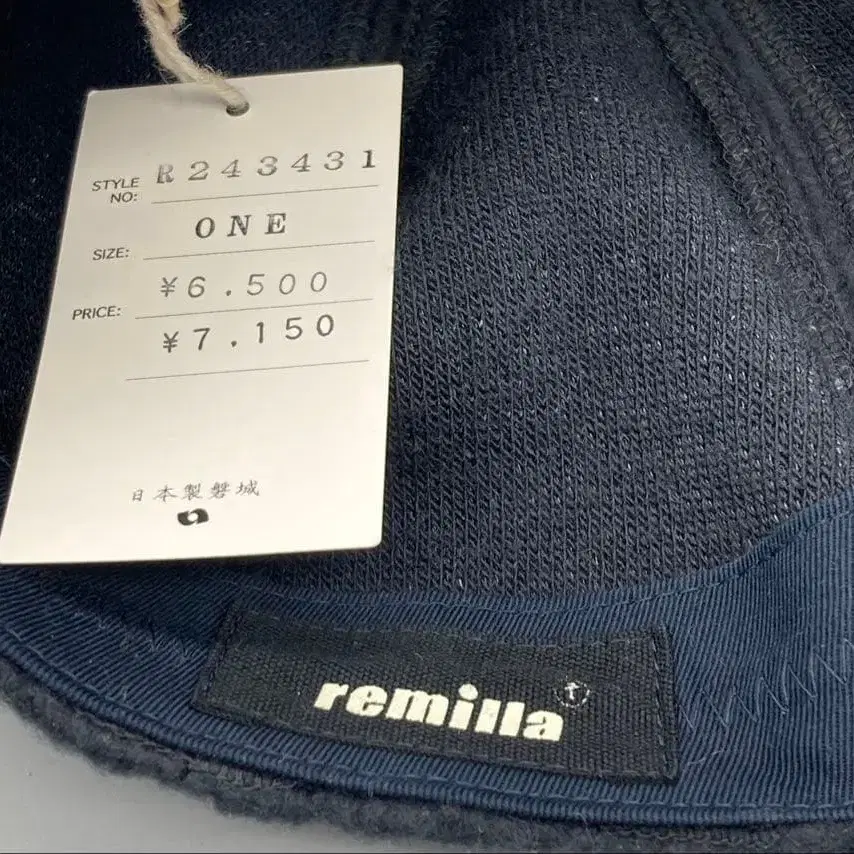 STYLE NO: R243431
SIZE: ONE
PRICE: ¥6.500
¥7.150
日本製磐城
remilla